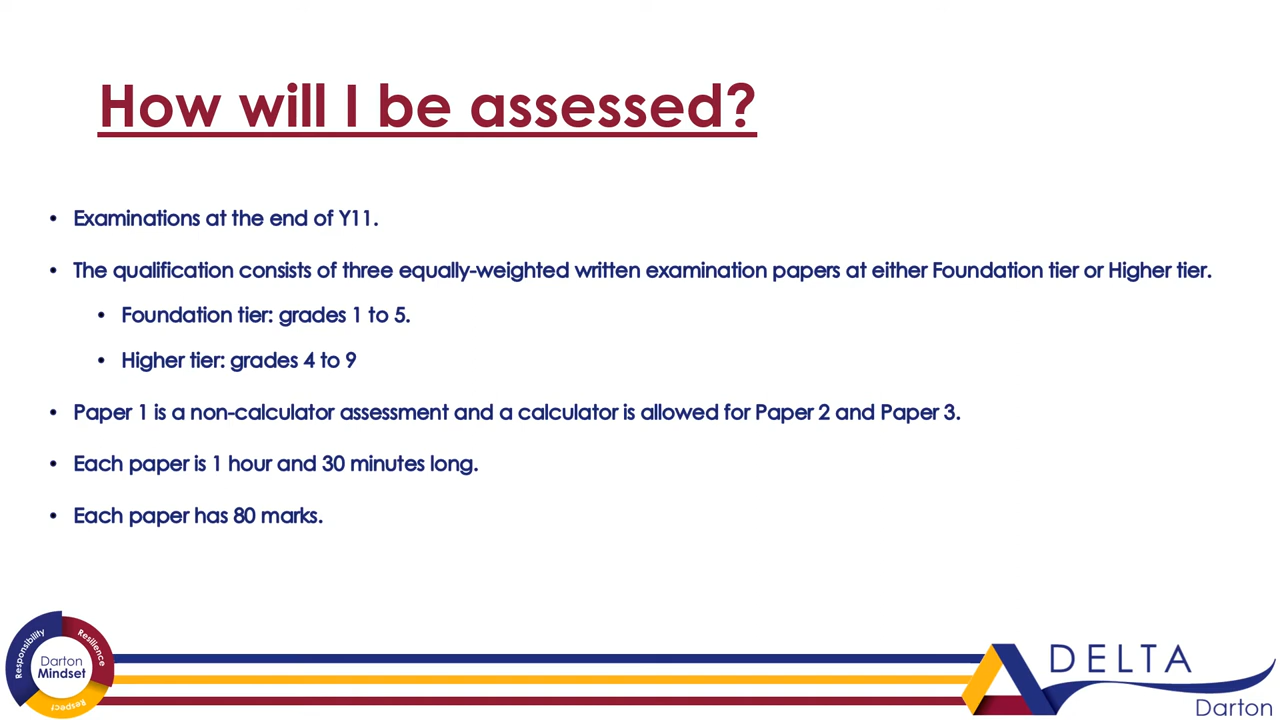 How will I be assessed?
• Examinations at the end of Y11.
• The qualification consists of three equally-weighted written examination papers at either Foundation tier or Higher tier.
• Foundation tier: grades 1 to 5.
• Higher tier: grades 4 to 9
• Paper 1 is a non-calculator assessment and a calculator is allowed for Paper 2 and Paper 3.
• Each paper is 1 hour and 30 minutes long.
• Each paper has 80 marks.
Responsibility
Resilience
Darton
Mindset
Respect
DELTA
Darton